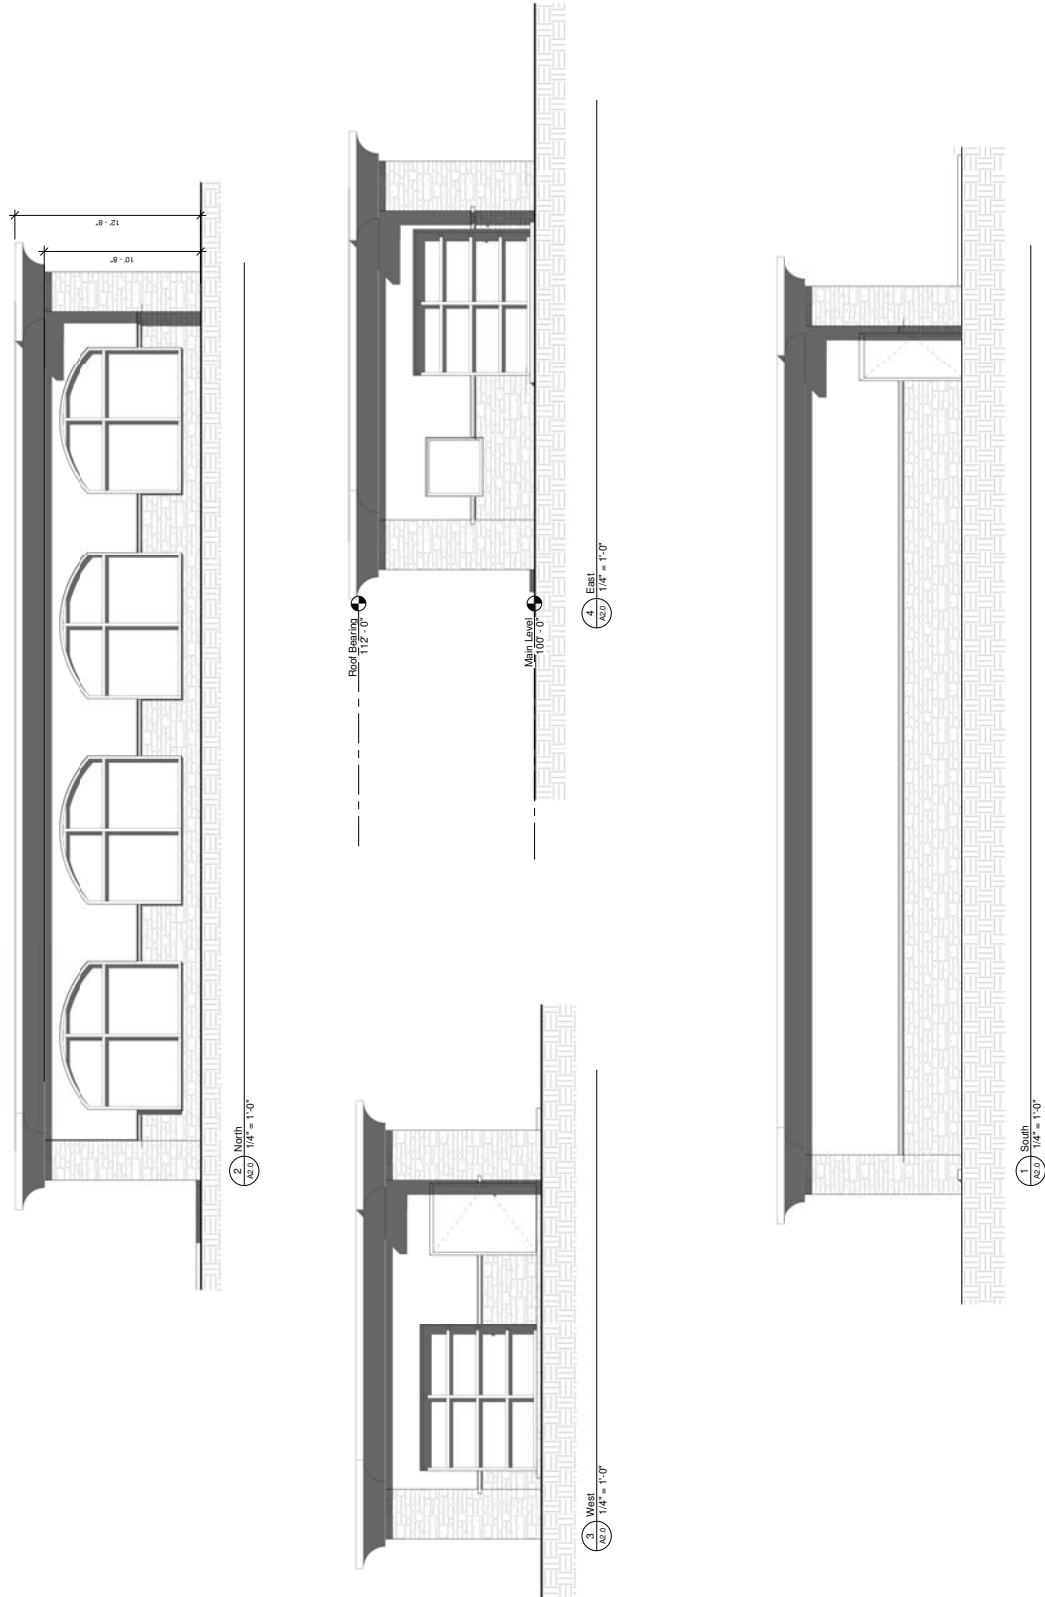 12' - 8"
10' - 8"
2
A2.0
North
1/4" = 1'-0"
Roof Bearing
112' - 0"
Main Level
100' - 0"
4
A2.0
East
1/4" = 1'-0"
3
A2.0
West
1/4" = 1'-0"
1
A2.0
South
1/4" = 1'-0"